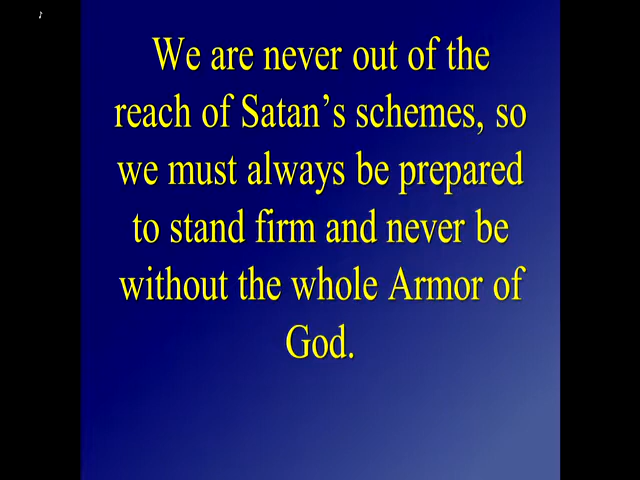 We are never out of the
reach of Satan's schemes, so
we must always be prepared
to stand firm and never be
without the whole Armor of
God.